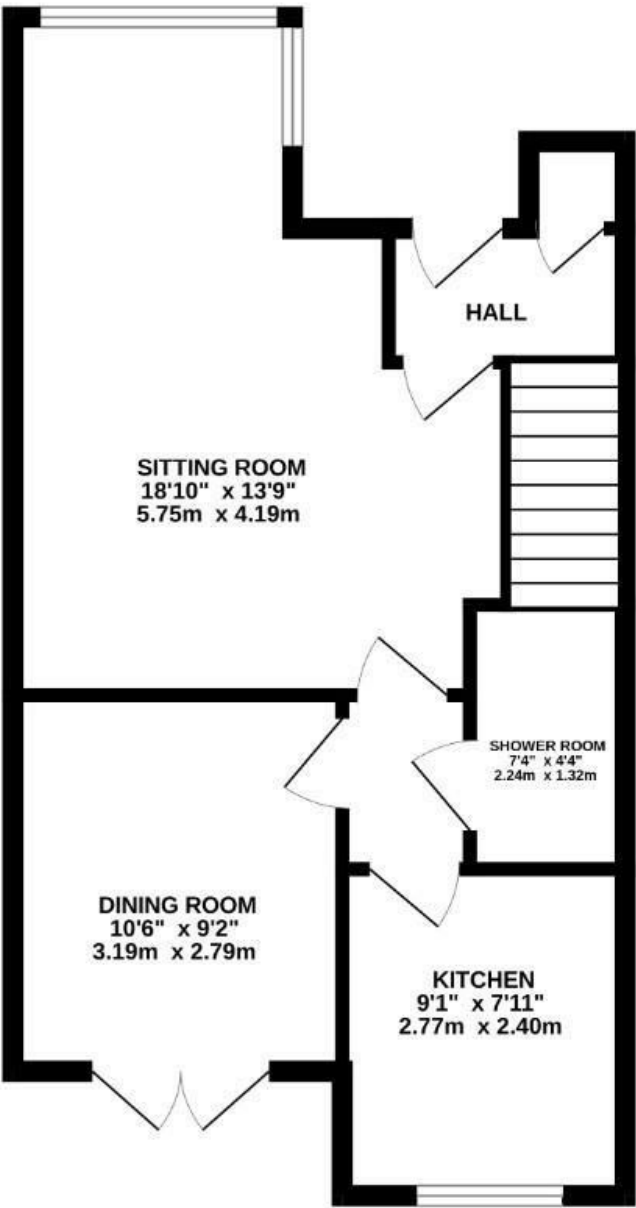 HALL
SITTING ROOM
18'10" x 13'9"
5.75m x 4.19m
SHOWER ROOM
7'4" x 4'4"
2.24m x 1.32m
DINING ROOM
10'6" x 9'2"
3.19m x 2.79m
KITCHEN
9'1" x 7'11"
2.77m x 2.40m